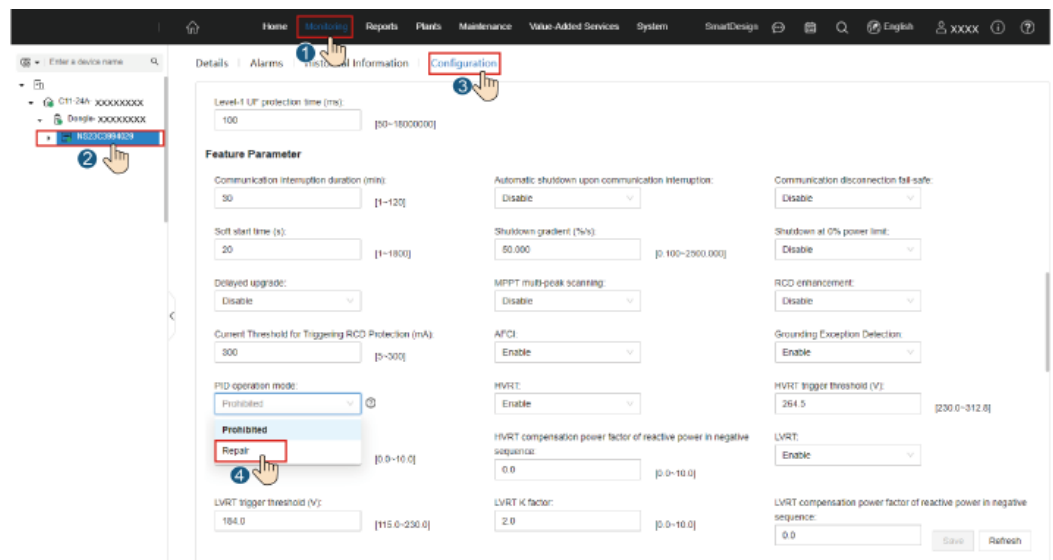 Home Monitoring Reports Plants Maintenance Value-Added Services System SmartDesign English xxxx
1
Enter a device name
Details Alarms Historical Information Configuration
3
C11-24A xxxxxxxxx
Dongle- xxxxxxxxx
2
Level-1 UF protection time (ms):
100 [50~18000000]
Feature Parameter
Communication interruption duration (min): Automatic shutdown upon communication interruption: Communication disconnection fail-safe:
30 [1~120] Disable Disable
Soft start time (s): Shutdown gradient (%/s): Shutdown at 0% power limit:
20 [1~1800] 50.000 [0.100~2500.000] Disable
Delayed upgrade: MPPT multi-peak scanning: RCD enhancement:
Disable Disable Disable
Current Threshold for Triggering RCD Protection (mA): AFCI: Grounding Exception Detection:
300 [5~300] Enable Enable
PID operation mode: HVRT: HVRT trigger threshold (V):
Prohibited Enable 264.5 [230.0~312.8]
Prohibited
Repair
4
[0.0~10.0]
HVRT compensation power factor of reactive power in negative
sequence:
0.0 [0.0~10.0]
LVRT:
Enable
LVRT trigger threshold (V): LVRT K factor: LVRT compensation power factor of reactive power in negative
sequence:
184.0 [115.0~230.0] 2.0 [0.0~10.0] 0.0
Save Refresh